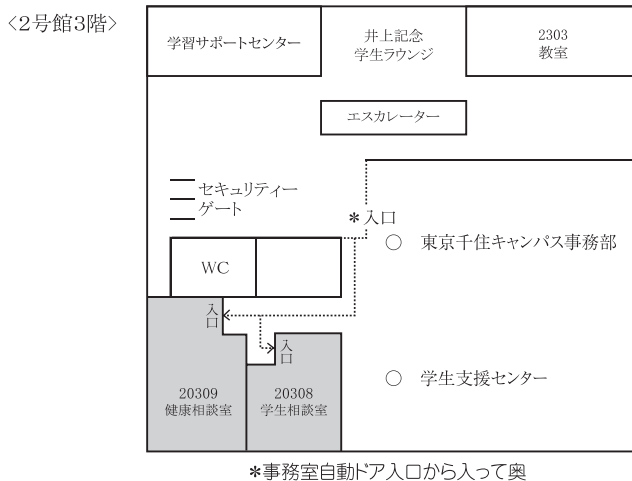 〈2号館3階〉
学習サポートセンター
井上記念
学生ラウンジ
2303
教室
エスカレーター
セキュリティー
ゲート
＊入口
○ 東京千住キャンパス事務部
WC
入口
入口
○ 学生支援センター
20309
健康相談室
20308
学生相談室
＊事務室自動ドア入口から入って奥